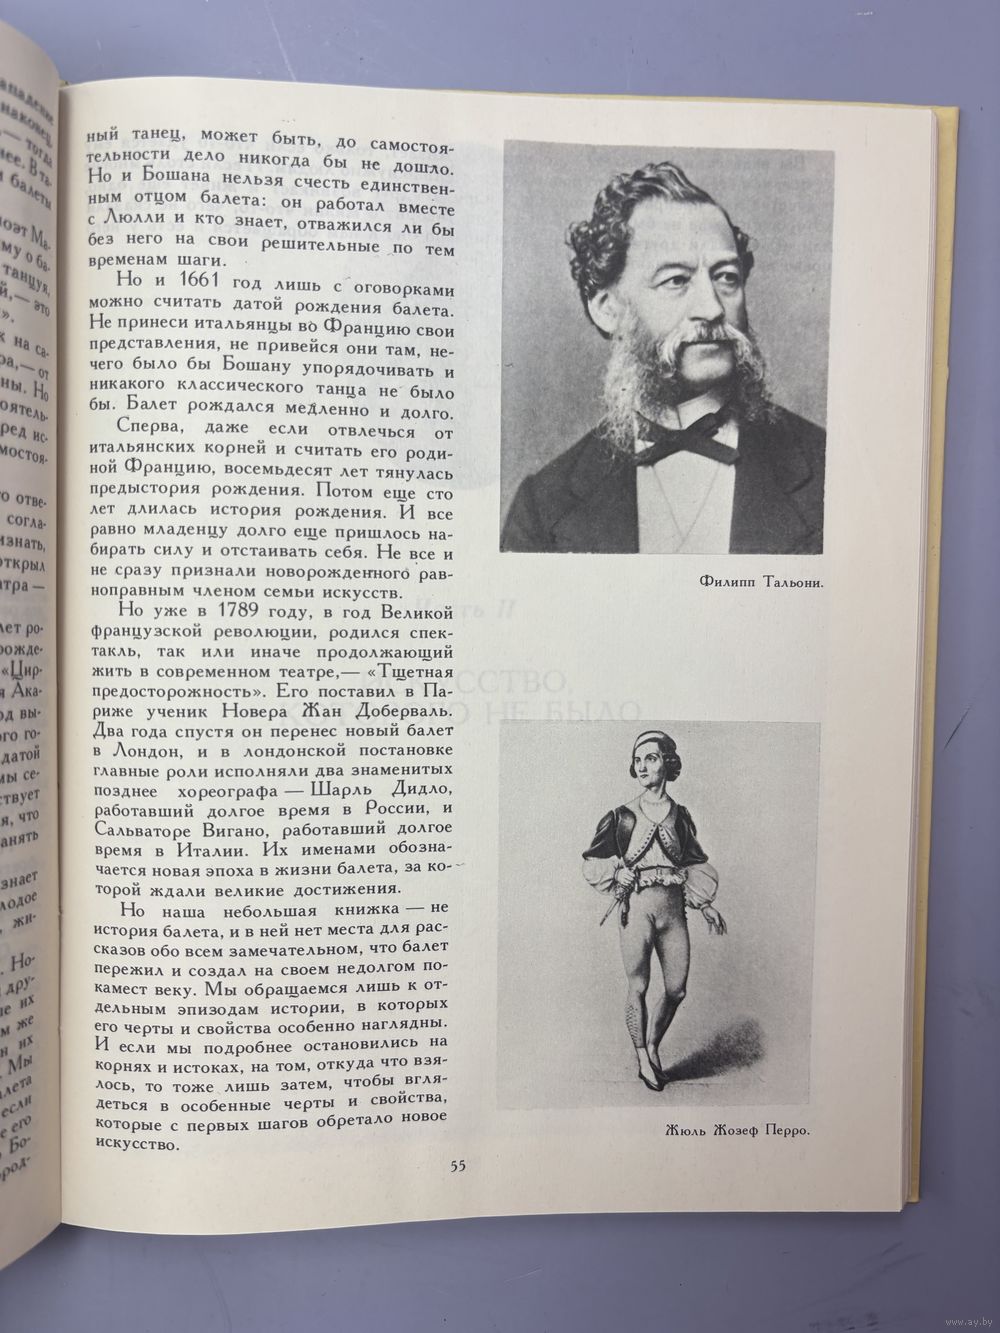 ный танец, может быть, до самостоя-
тельности дело никогда бы не дошло.
Но и Бошана нельзя счесть единствен-
ным отцом балета: он работал вместе
с Люлли и кто знает, отважился ли бы
без него на свои решительные по тем
временам шаги.
Но и 1661 год лишь с оговорками
можно считать датой рождения балета.
Не принеси итальянцы во Францию свои
представления, не привейся они там, не-
чего было бы Бошану упорядочивать и
никакого классического танца не было
бы. Балет рождался медленно и долго.
Сперва, даже если отвлечься от
итальянских корней и считать его роди-
ной Францию, восемьдесят лет тянулась
предыстория рождения. Потом еще сто
лет длилась история рождения. И все
равно младенцу долго еще пришлось на-
бирать силу и отстаивать себя. Не все и
не сразу признали новорожденного рав-
ноправным членом семьи искусств.
Но уже в 1789 году, в год Великой
французской революции, родился спек-
такль, так или иначе продолжающий
жить в современном театре,— «Тщетная
предосторожность». Его поставил в Па-
риже ученик Новера Жан Доберваль.
Два года спустя он перенес новый балет
в Лондон, и в лондонской постановке
главные роли исполняли два знаменитых
позднее хореографа — Шарль Дидло,
работавший долгое время в России, и
Сальваторе Вигано, работавший долгое
время в Италии. Их именами обозна-
чается новая эпоха в жизни балета, за ко-
торой ждали великие достижения.
Но наша небольшая книжка — не
история балета, и в ней нет места для рас-
сказов обо всем замечательном, что балет
пережил и создал на своем недолгом по-
камест веку. Мы обращаемся лишь к от-
дельным эпизодам истории, в которых
его черты и свойства особенно наглядны.
И если мы подробнее остановились на
корнях и истоках, на том, откуда что взя-
лось, то тоже лишь затем, чтобы вгля-
деться в особенные черты и свойства,
которые с первых шагов обретало новое
искусство.
Филипп Тальони.
Жюль Жозеф Перро.
55
www.ay.by